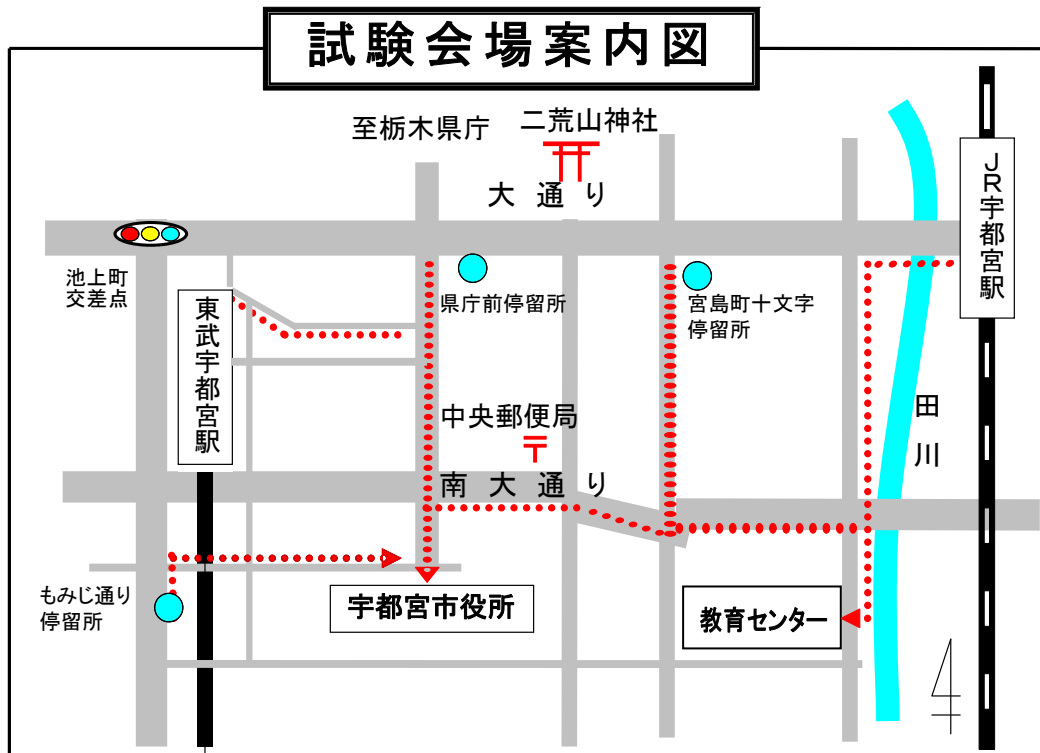 試験会場案内図
至栃木県庁
二荒山神社
大通り
JR宇都宮駅
池上町
交差点
県庁前停留所
宮島町十文字
停留所
東武宇都宮駅
中央郵便局
〒
田川
南大通り
もみじ通り
停留所
宇都宮市役所
教育センター